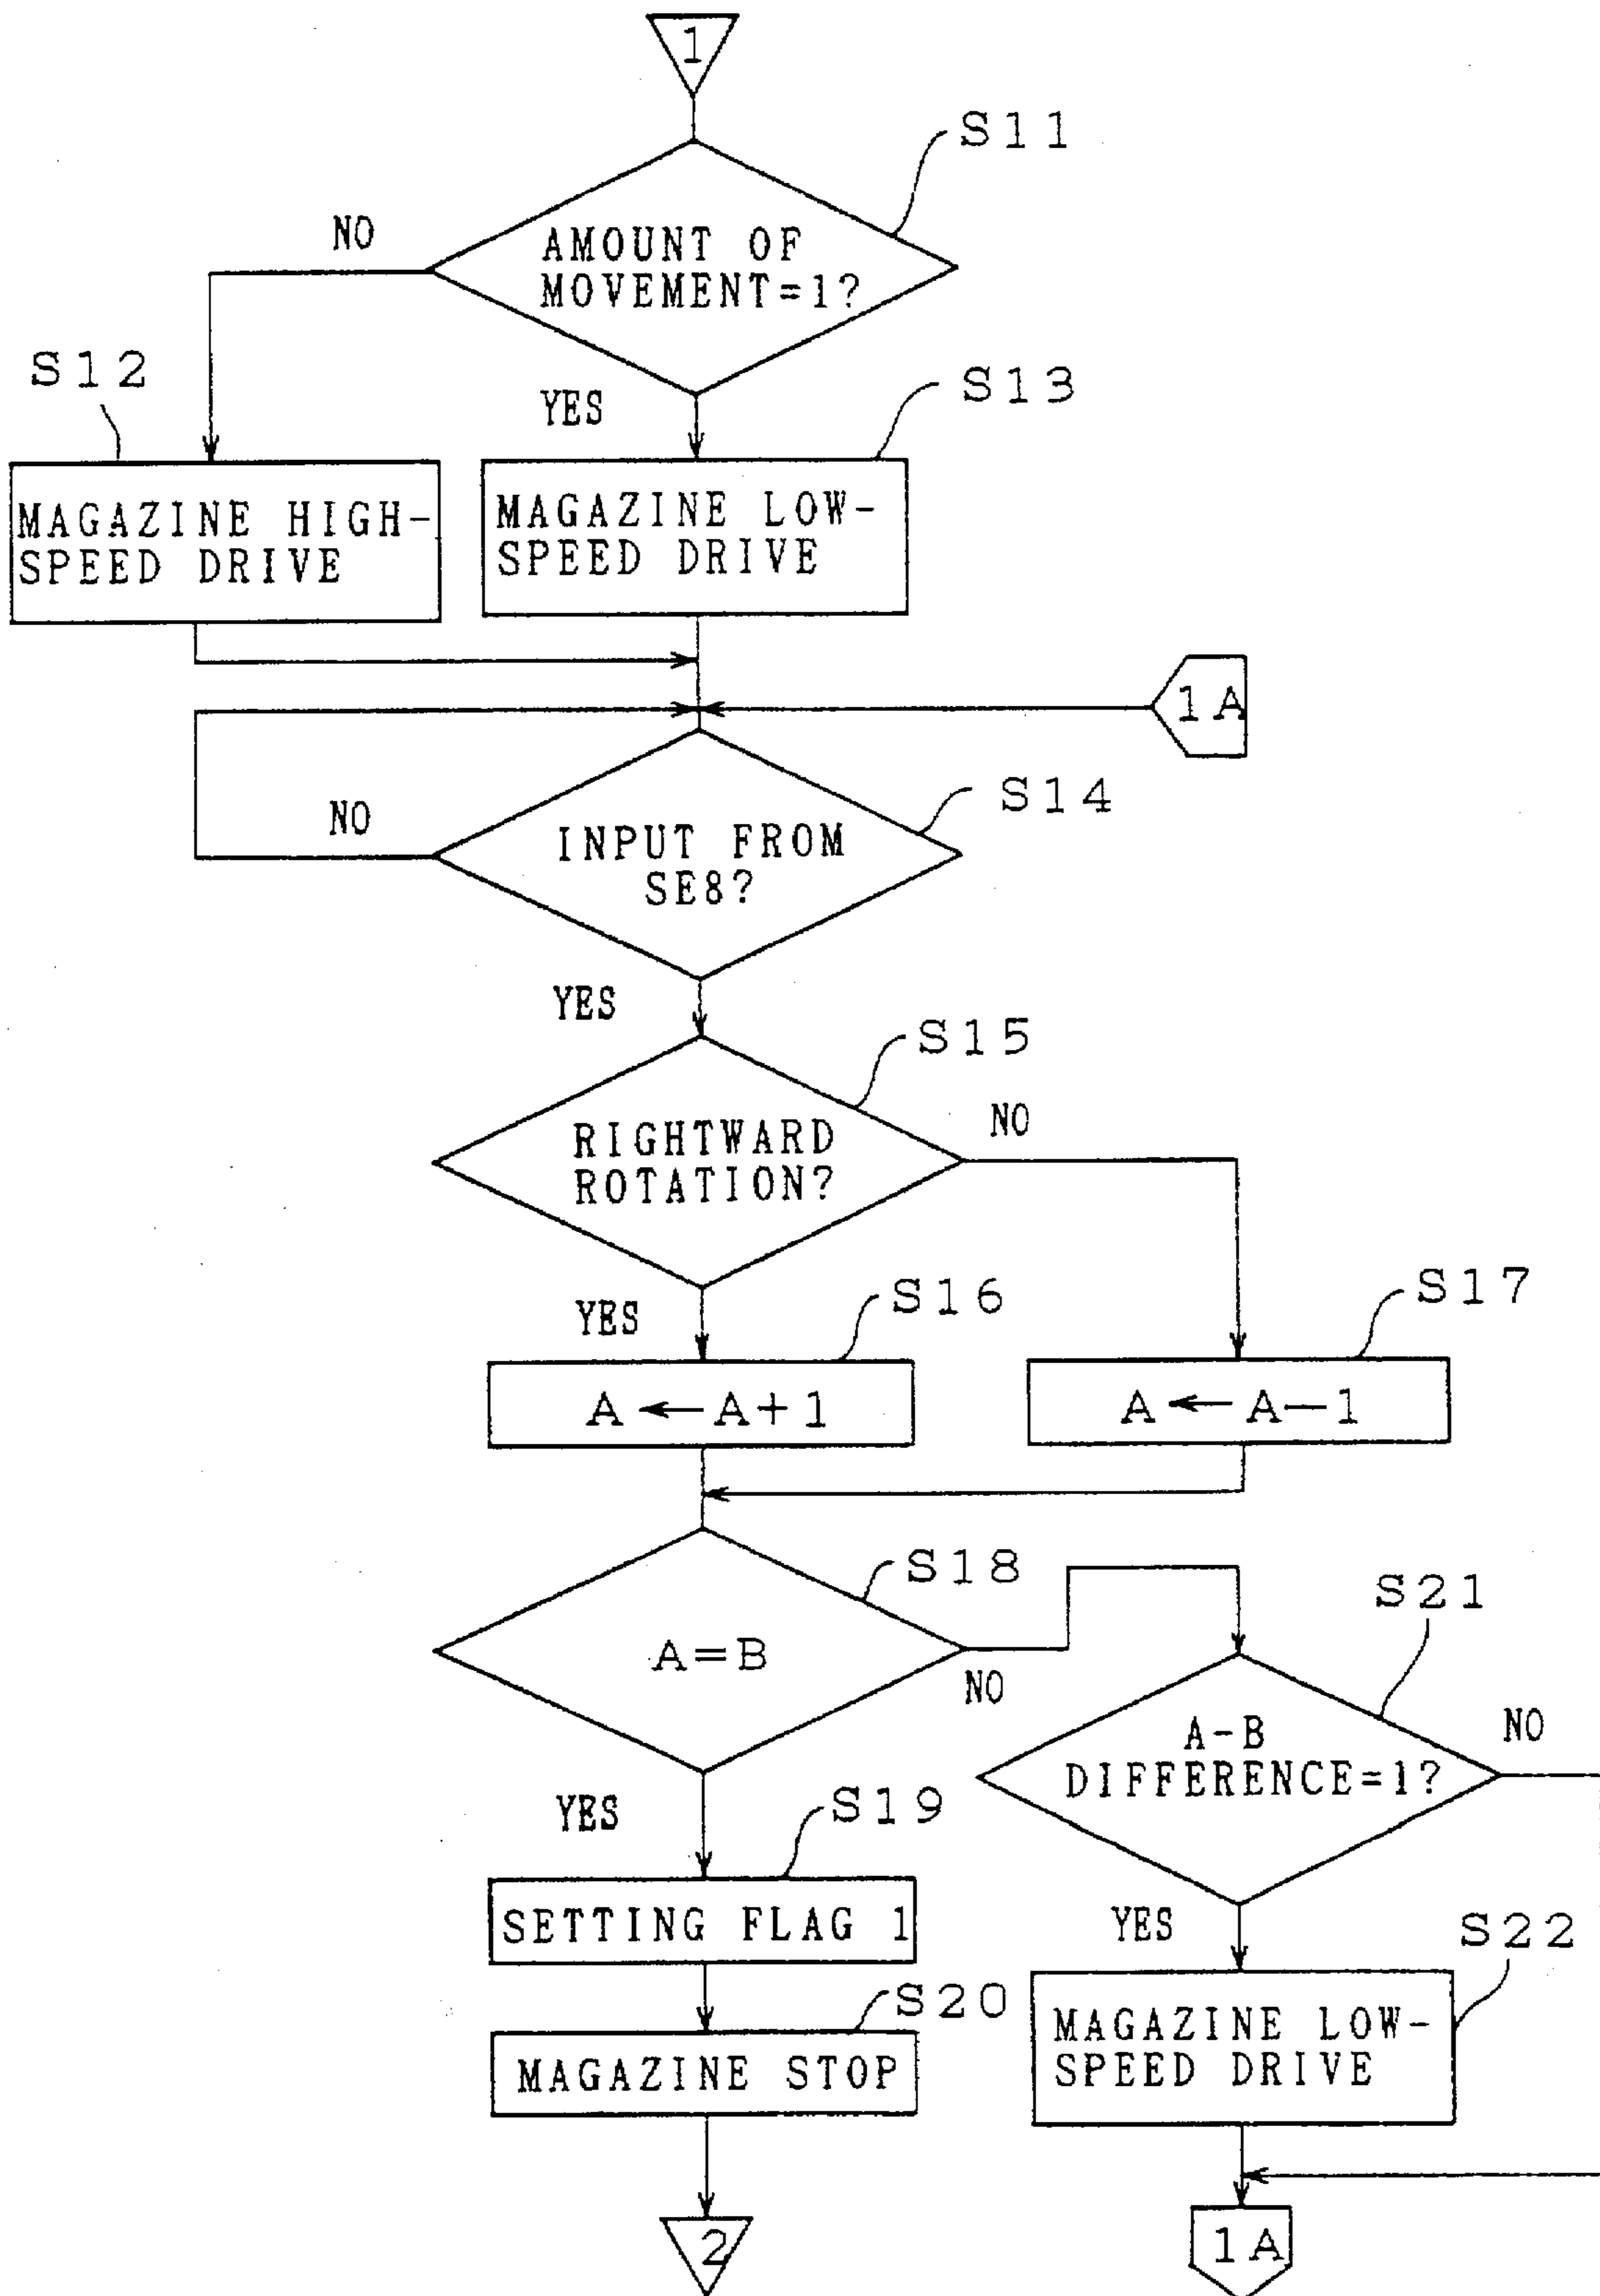 1
S11
NO
AMOUNT OF
MOVEMENT=1?
S12
YES
S13
MAGAZINE HIGH-
SPEED DRIVE
MAGAZINE LOW-
SPEED DRIVE
1A
S14
NO
INPUT FROM
SE8?
YES
S15
NO
RIGHTWARD
ROTATION?
YES
S16
S17
A ← A+1
A ← A−1
S18
S21
A=B
NO
A-B
DIFFERENCE=1?
NO
YES
S19
SETTING FLAG 1
YES
S22
S20
MAGAZINE STOP
MAGAZINE LOW-
SPEED DRIVE
2
1A